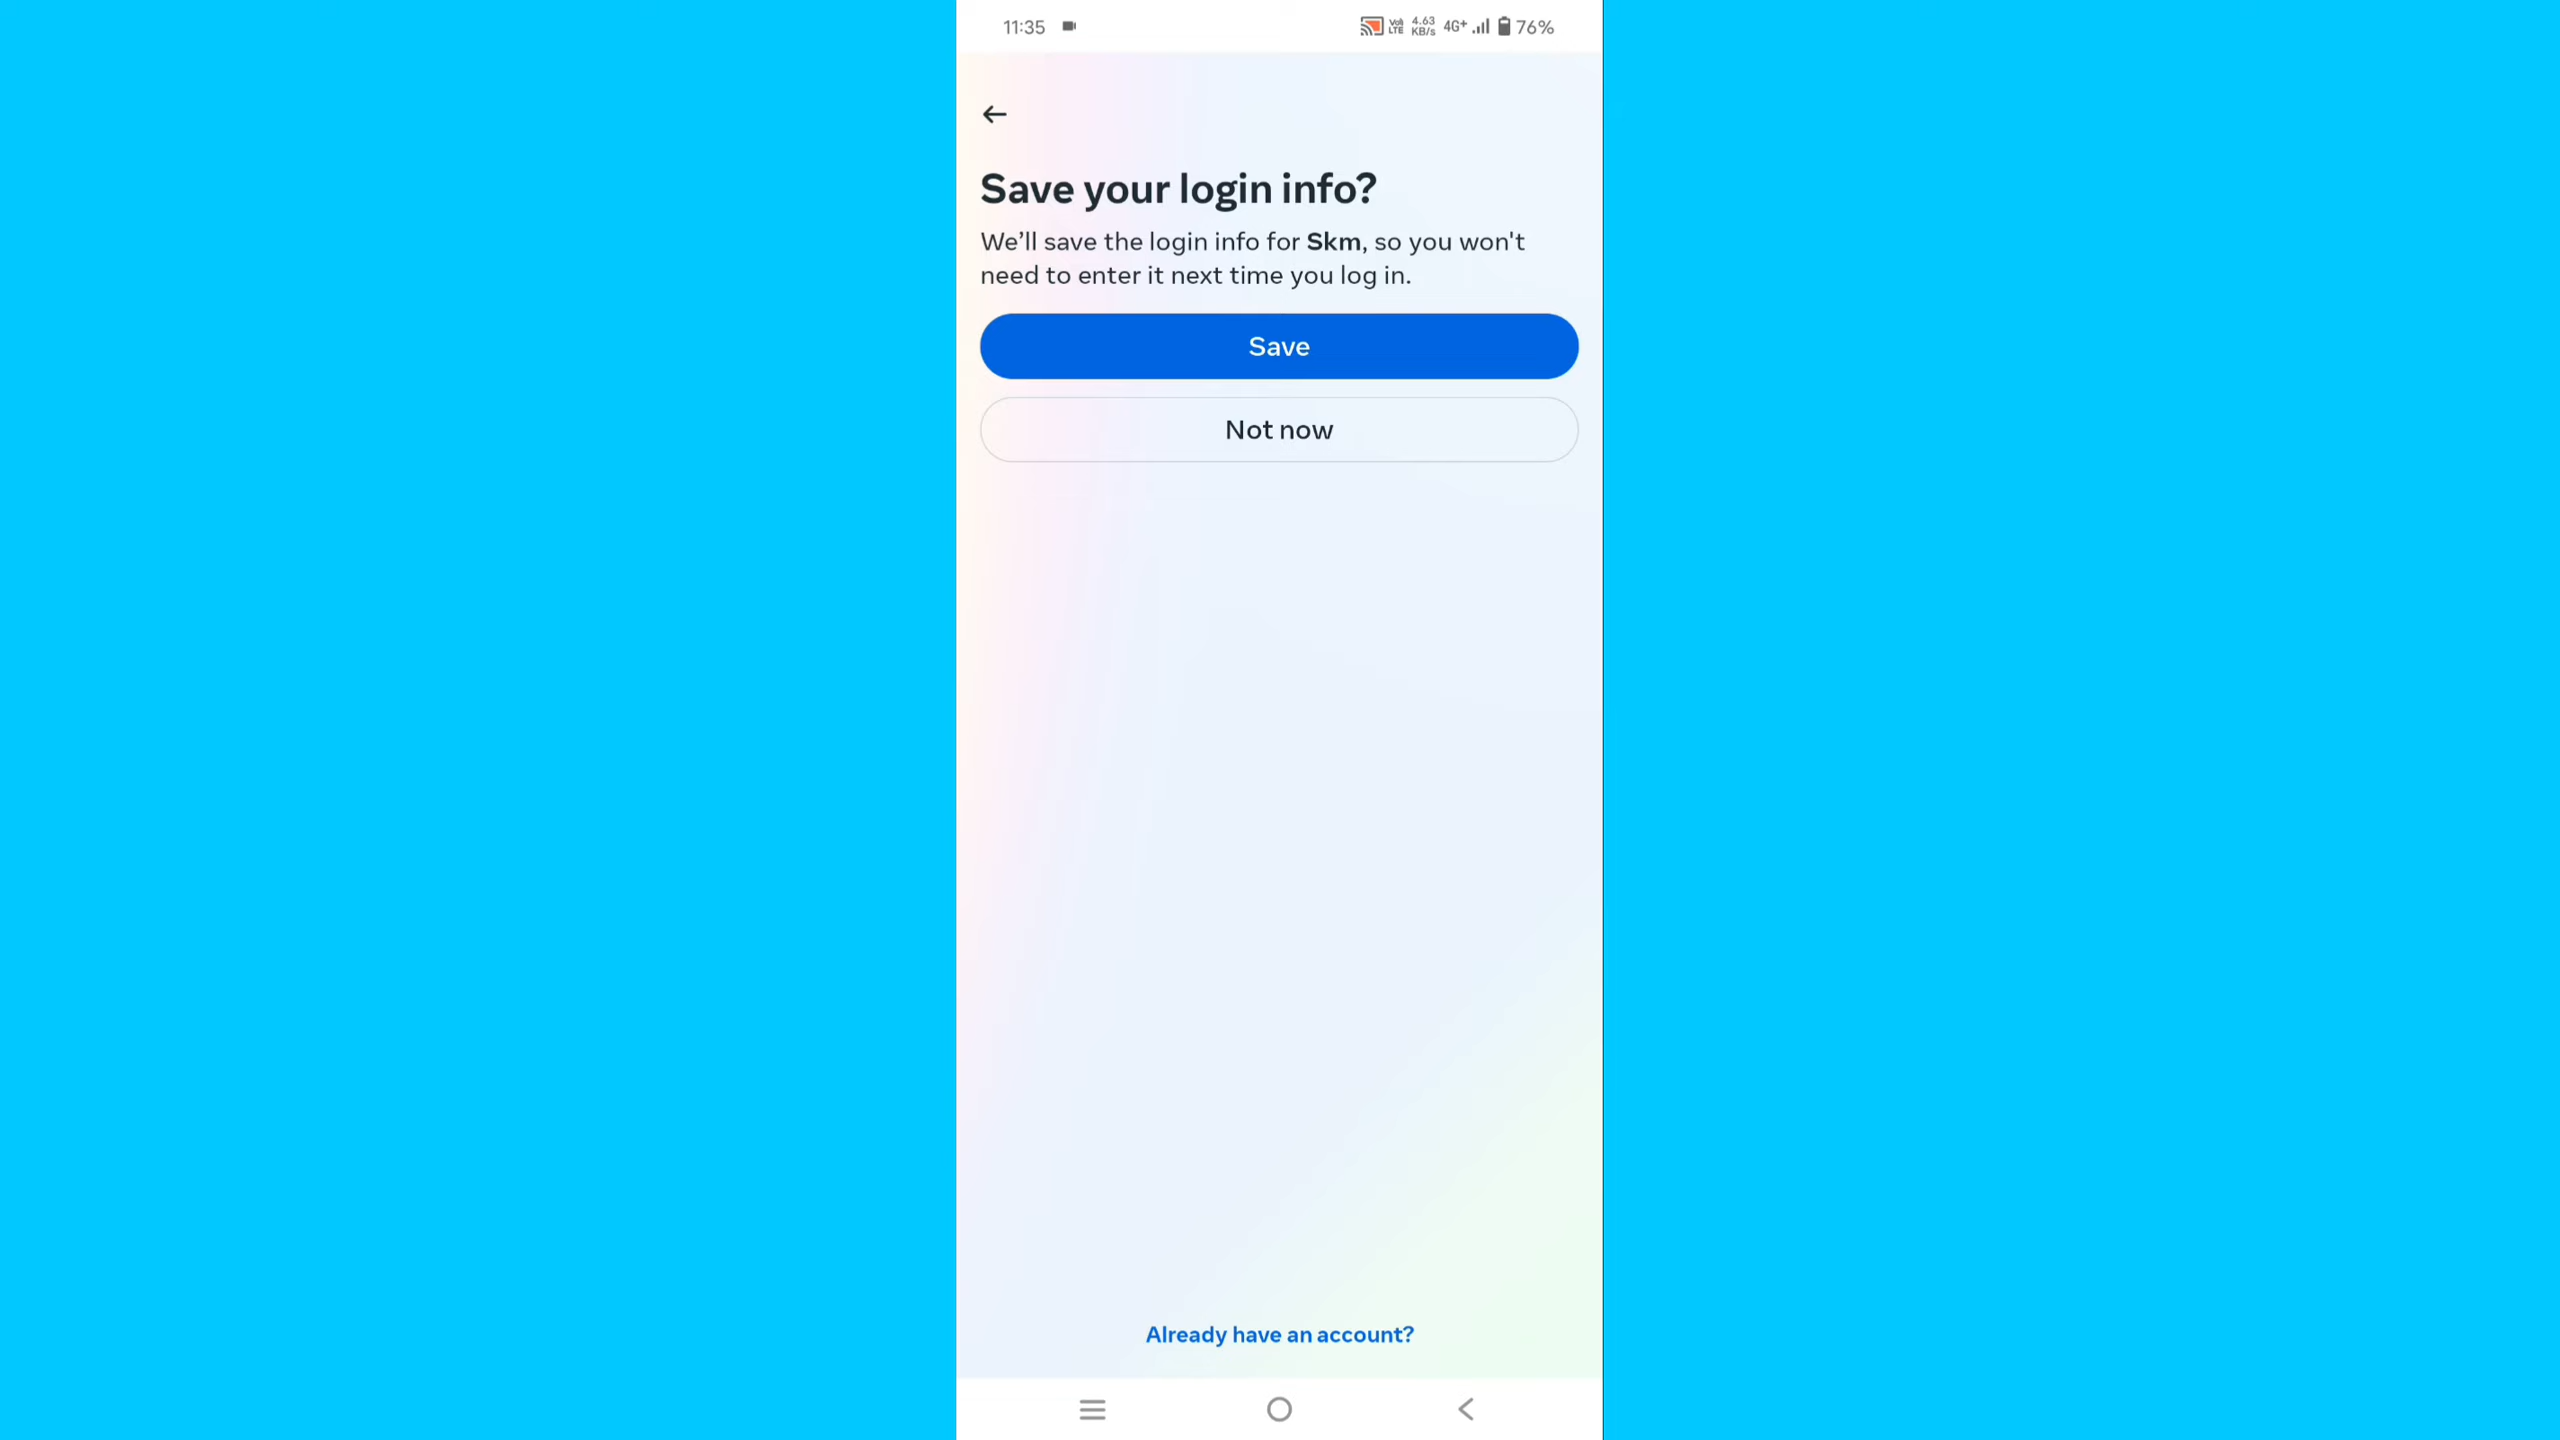 11:35 Vo) LTE 4.63 KB/s 4G+ 76%
Save your login info?
We’ll save the login info for Skm, so you won't
need to enter it next time you log in.
Save
Not now
Already have an account?